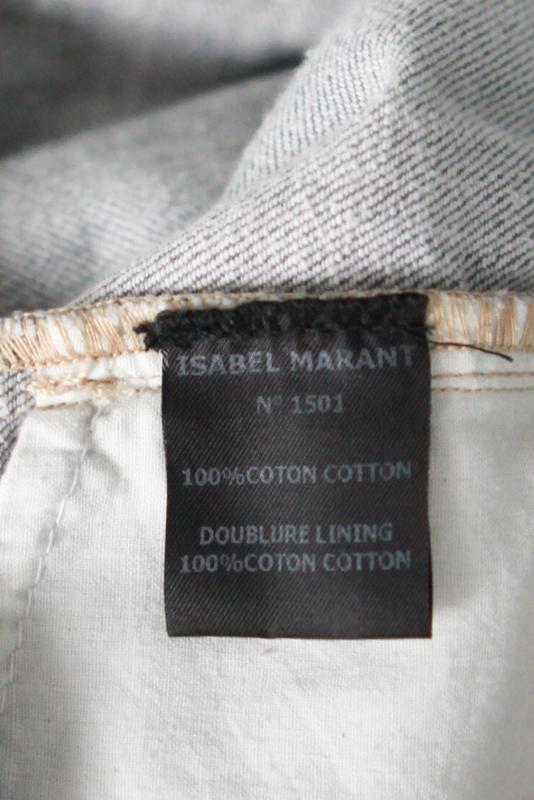 ISABEL MARANT
N° 1501
100%COTON COTTON
DOUBLURE LINING
100%COTON COTTON